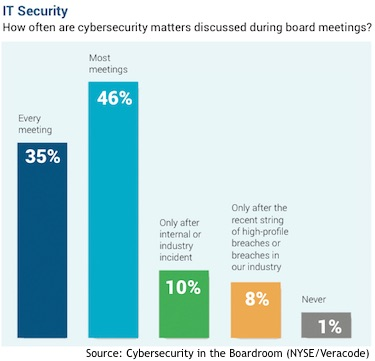 IT Security
How often are cybersecurity matters discussed during board meetings?
Every
meeting
35%
Most
meetings
46%
Only after
internal or
industry
incident
10%
Only after the
recent string
of high-profile
breaches or
breaches in
our industry
8%
Never
1%
Source: Cybersecurity in the Boardroom (NYSE/Veracode)